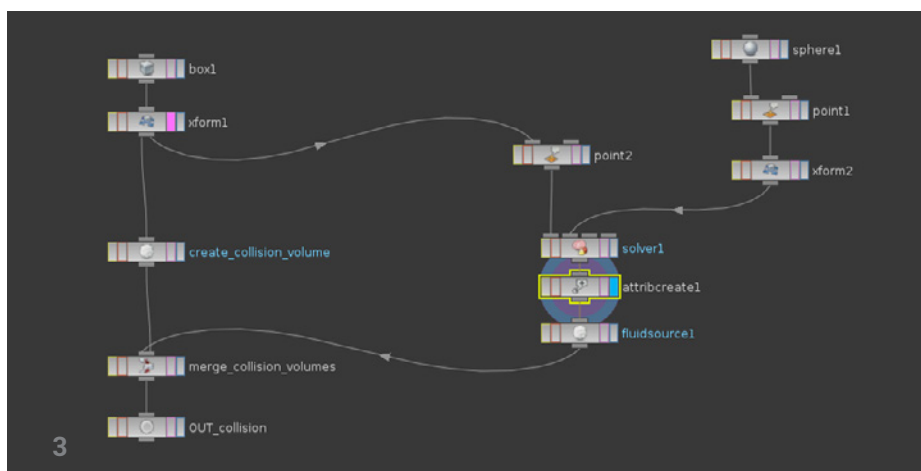 box1
sphere1
xform1
point1
point2
xform2
create_collision_volume
solver1
attribcreate1
fluidsource1
merge_collision_volumes
OUT_collision
3